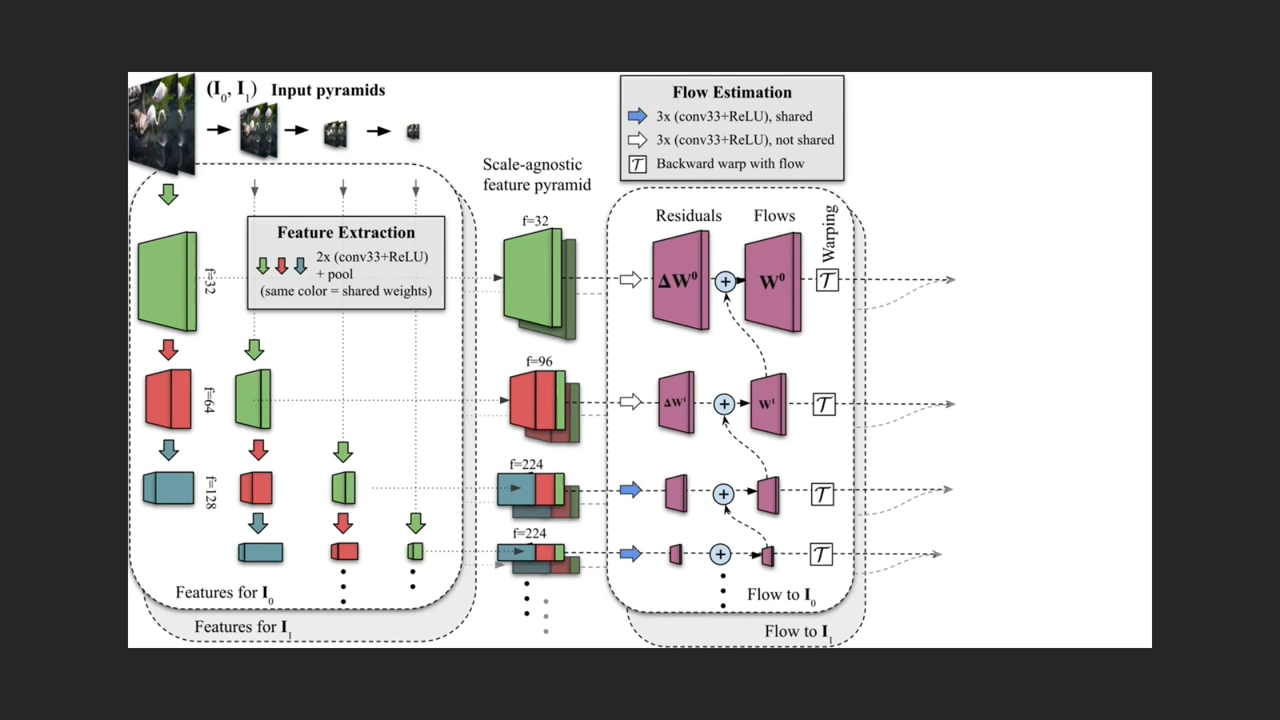 (I0, I1) Input pyramids
Flow Estimation
3x (conv33+ReLU), shared
3x (conv33+ReLU), not shared
T Backward warp with flow
Scale-agnostic
feature pyramid
Feature Extraction
2x (conv33+ReLU)
+ pool
(same color = shared weights)
f=32
f=64
f=128
Features for I0
Features for I1
f=32
f=96
f=224
f=224
Residuals
Flows
Warping
ΔW⁰
+
W⁰
T
ΔW¹
+
W¹
T
+
T
+
T
Flow to I0
Flow to I1